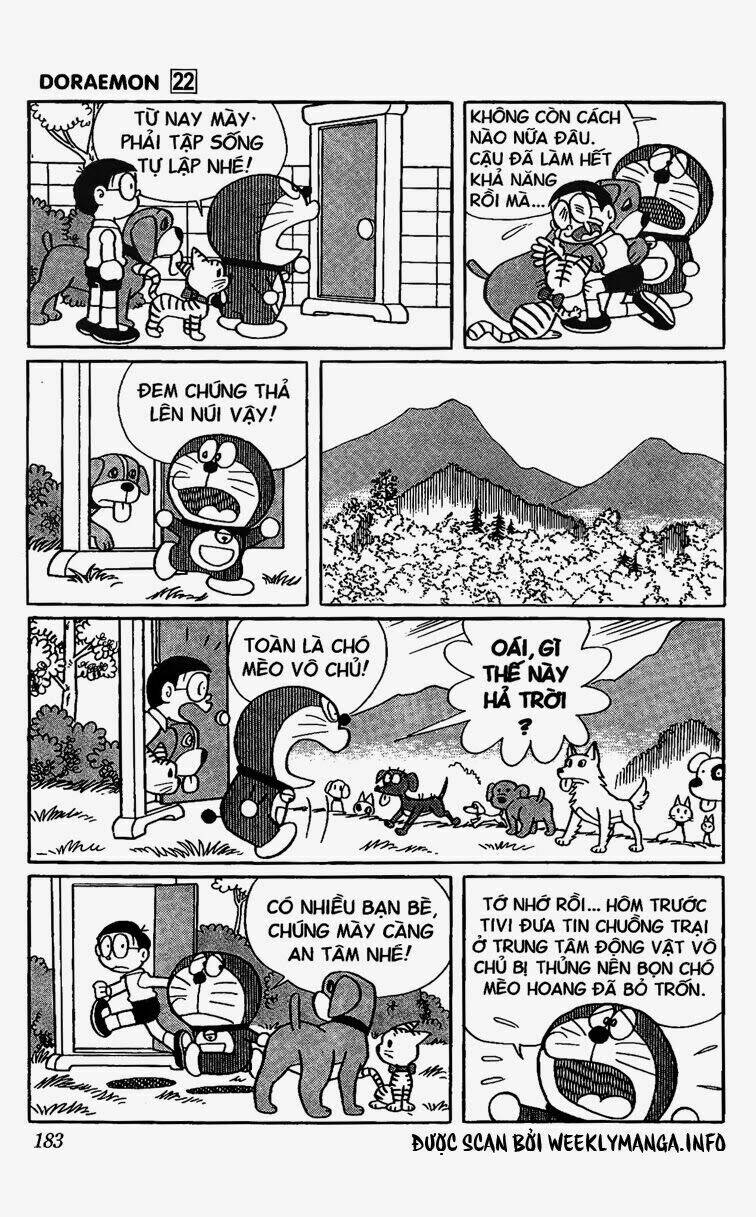 DORAEMON 22
TỪ NAY MÀY
PHẢI TẬP SỐNG
TỰ LẬP NHÉ!
KHÔNG CÒN CÁCH
NÀO NỮA ĐÂU.
CẬU ĐÃ LÀM HẾT
KHẢ NĂNG
RỒI MÀ...
ĐEM CHÚNG THẢ
LÊN NÚI VẬY!
TOÀN LÀ CHÓ
MÈO VÔ CHỦ!
OÁI, GÌ
THẾ NÀY
HẢ TRỜI
?
CÓ NHIỀU BẠN BÈ,
CHÚNG MÀY CÀNG
AN TÂM NHÉ!
TỚ NHỚ RỒI... HÔM TRƯỚC
TIVI ĐƯA TIN CHUỒNG TRẠI
Ở TRUNG TÂM ĐỘNG VẬT VÔ
CHỦ BỊ THỦNG NÊN BỌN CHÓ
MÈO HOANG ĐÃ BỎ TRỐN.
183
ĐƯỢC SCAN BỞI WEEKLYMANGA.INFO